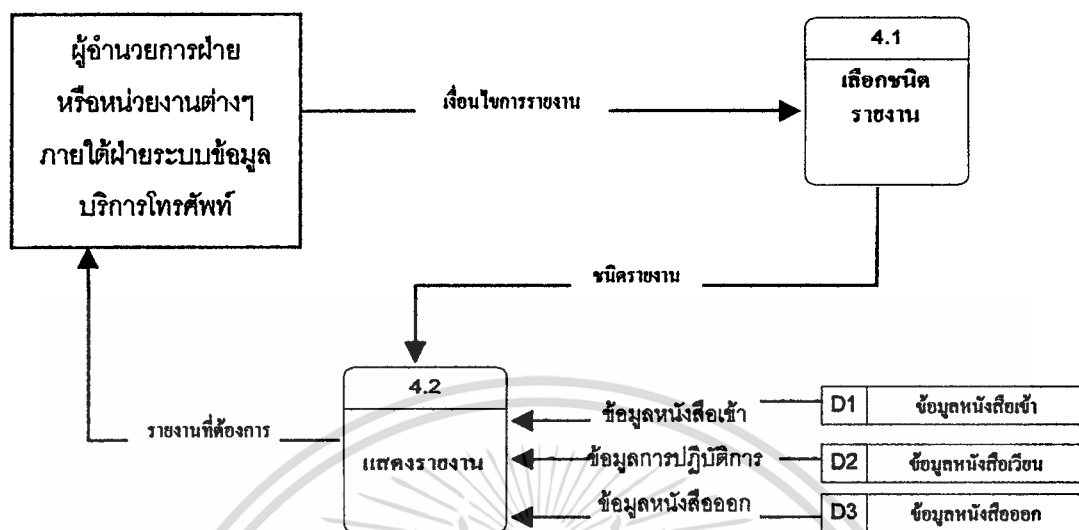 ผู้อำนวยการฝ่าย
หรือหน่วยงานต่างๆ
ภายใต้ฝ่ายระบบข้อมูล
บริการโทรศัพท์
เงื่อนไขการรายงาน
4.1
เลือกชนิด
รายงาน
ชนิดรายงาน
4.2
แสดงรายงาน
รายงานที่ต้องการ
ข้อมูลหนังสือเข้า
D1 ข้อมูลหนังสือเข้า
ข้อมูลการปฏิบัติการ
D2 ข้อมูลหนังสือเวียน
ข้อมูลหนังสือออก
D3 ข้อมูลหนังสือออก